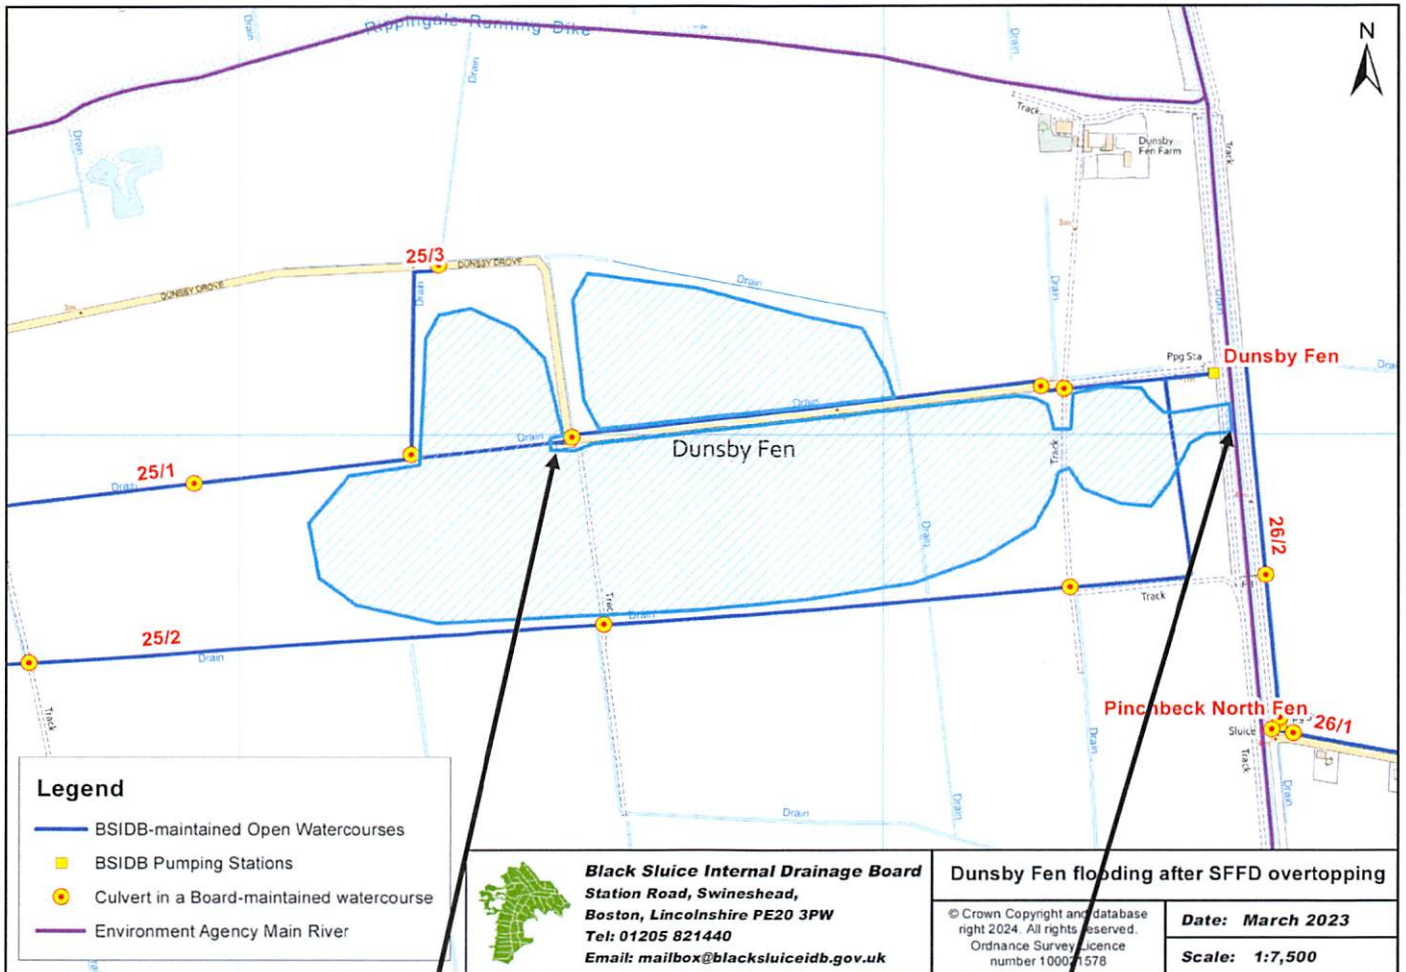 Rippingale Running Dike
Drain
Drain
Drain
Drain
N
Track
Dunsby
Fen Farm
Track
3m
25/3
DUNSBY DROVE
DUNSBY DROVE
3m
Drain
Drain
Drain
Drain
Ppg Sta
Dunsby Fen
Drain
Drain
Dunsby Fen
25/1
Drain
Track
Drain
26/2
Track
Drain
Track
25/2
Drain
Track
Pinchbeck North Fen
Sluice
26/1
Track
Drain
Drain
Drain
Drain
Legend
BSIDB-maintained Open Watercourses
BSIDB Pumping Stations
Culvert in a Board-maintained watercourse
Environment Agency Main River
Black Sluice Internal Drainage Board
Station Road, Swineshead,
Boston, Lincolnshire PE20 3PW
Tel: 01205 821440
Email: mailbox@blacksluiceidb.gov.uk
Dunsby Fen flooding after SFFD overtopping
© Crown Copyright and database
right 2024. All rights reserved.
Ordnance Survey Licence
number 100021578
Date: March 2023
Scale: 1:7,500